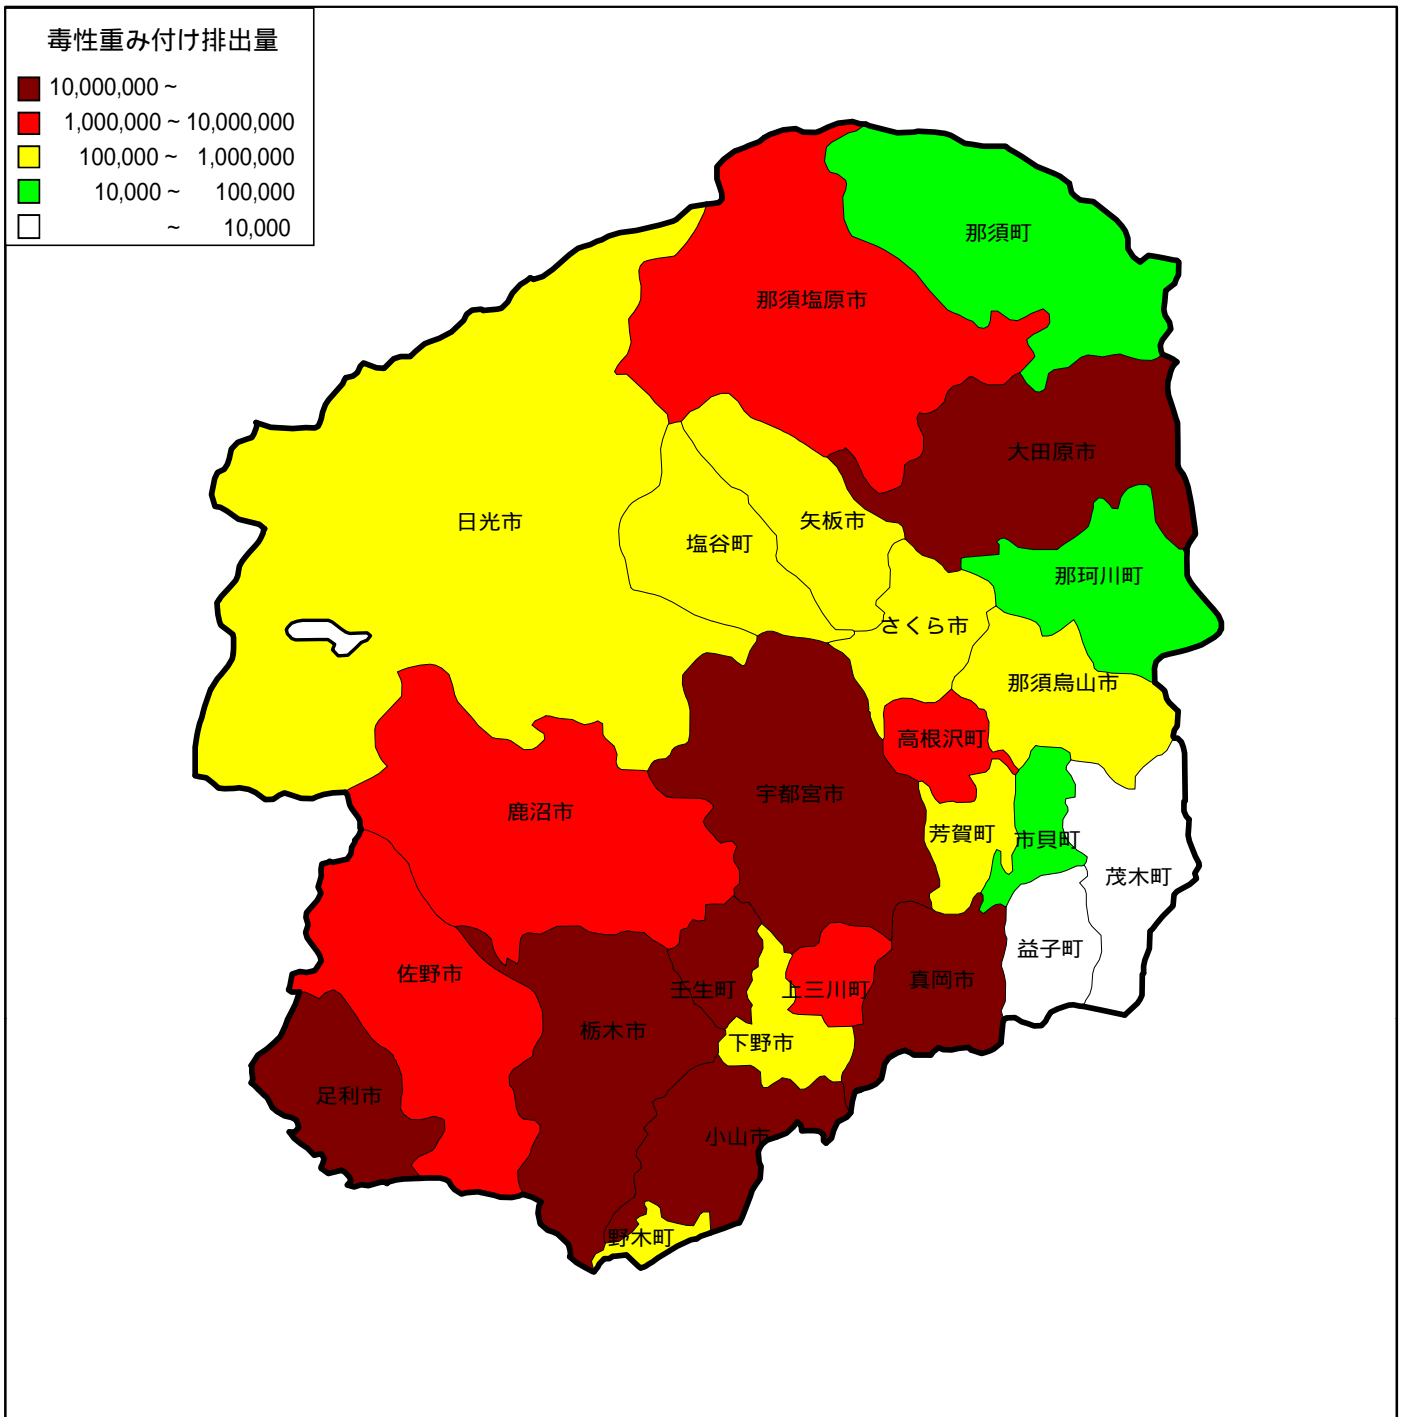 毒性重み付け排出量
10,000,000 ~
1,000,000 ~ 10,000,000
100,000 ~ 1,000,000
10,000 ~ 100,000
~ 10,000
那須町
那須塩原市
大田原市
日光市
矢板市
塩谷町
那珂川町
さくら市
那須烏山市
高根沢町
宇都宮市
鹿沼市
芳賀町
市貝町
茂木町
益子町
佐野市
真岡市
壬生町
上三川町
栃木市
下野市
足利市
小山市
野木町